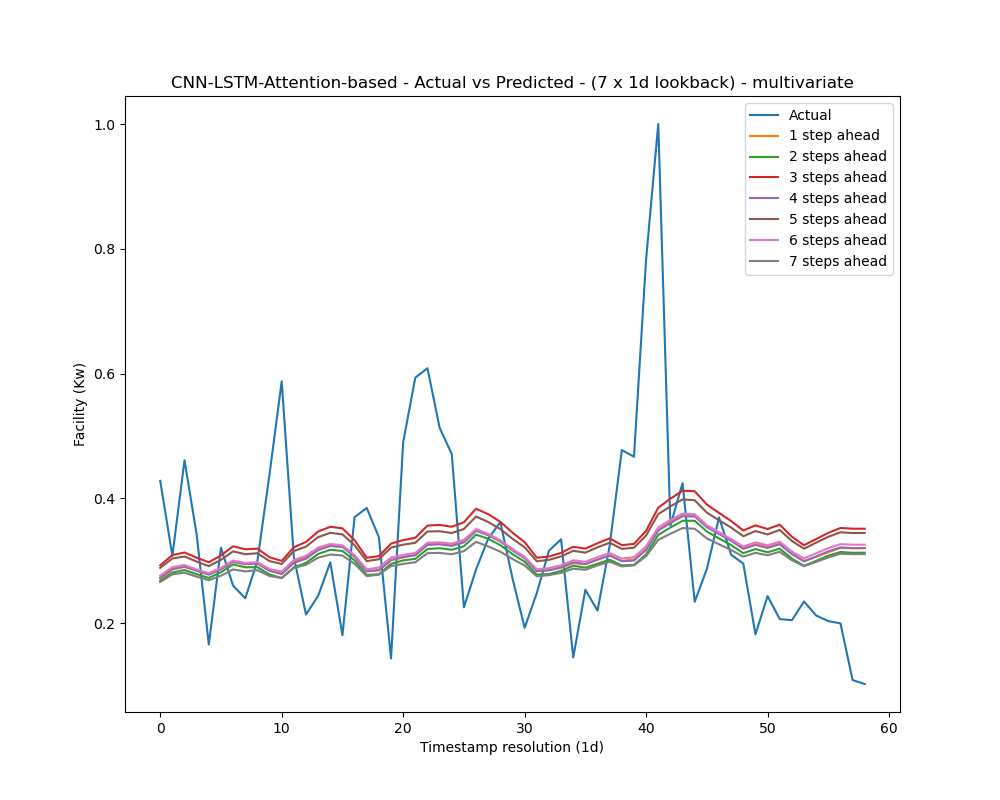 CNN-LSTM-Attention-based - Actual vs Predicted - (7 x 1d lookback) - multivariate
Actual
1 step ahead
2 steps ahead
3 steps ahead
4 steps ahead
5 steps ahead
6 steps ahead
7 steps ahead
1.0
0.8
0.6
0.4
0.2
Facility (Kw)
0 10 20 30 40 50 60
Timestamp resolution (1d)